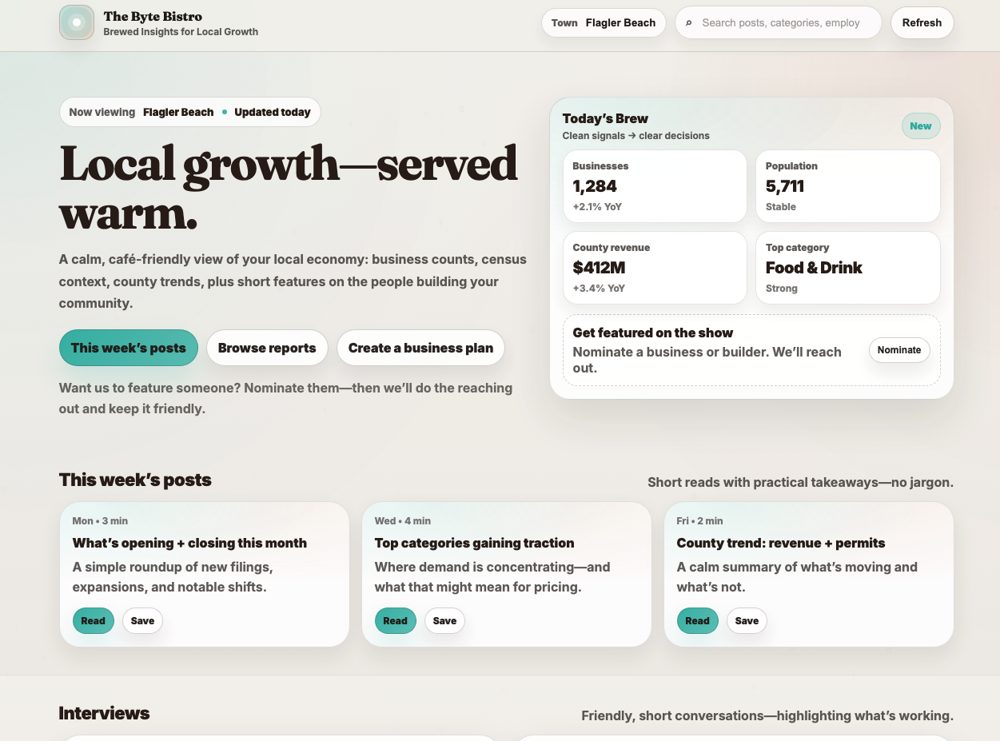 The Byte Bistro
Brewed Insights for Local Growth
Town Flagler Beach
Search posts, categories, employ
Refresh
Now viewing Flagler Beach • Updated today
Local growth—served
warm.
A calm, café-friendly view of your local economy: business counts, census
context, county trends, plus short features on the people building your
community.
This week’s posts
Browse reports
Create a business plan
Want us to feature someone? Nominate them—then we’ll do the reaching
out and keep it friendly.
Today’s Brew
Clean signals → clear decisions
New
Businesses
1,284
+2.1% YoY
Population
5,711
Stable
County revenue
$412M
+3.4% YoY
Top category
Food & Drink
Strong
Get featured on the show
Nominate a business or builder. We’ll reach
out.
Nominate
This week’s posts
Short reads with practical takeaways—no jargon.
Mon • 3 min
What’s opening + closing this month
A simple roundup of new filings,
expansions, and notable shifts.
Read
Save
Wed • 4 min
Top categories gaining traction
Where demand is concentrating—and
what that might mean for pricing.
Read
Save
Fri • 2 min
County trend: revenue + permits
A calm summary of what’s moving and
what’s not.
Read
Save
Interviews
Friendly, short conversations—highlighting what’s working.